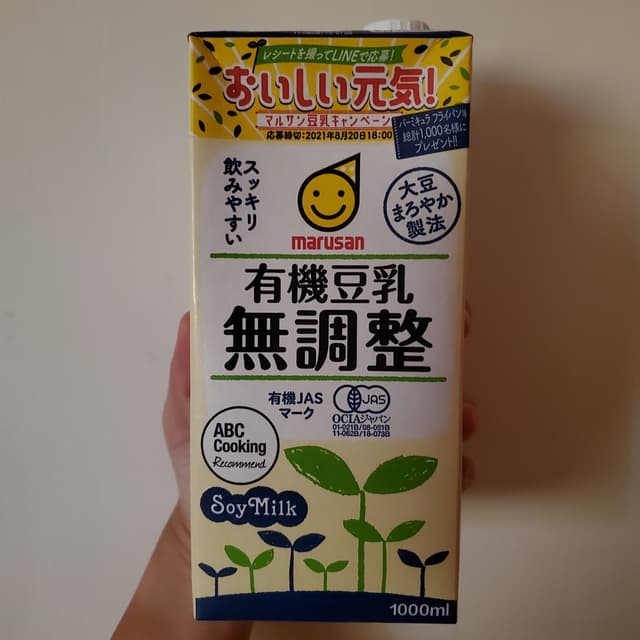 レシートを撮ってLINEで応募!
おいしい元気!
マルサン豆乳キャンペーン
応募締切:2021年8月20日18:00
バーミキュラ フライパン等
総計1,000名様に
プレゼント!!
スッキリ
飲みやすい
marusan
大豆
まろやか
製法
有機豆乳
無調整
有機JAS
マーク
JAS
OCIAジャパン
01-021B/08-051B
11-062B/18-073B
ABC
Cooking
Recommend
SoyMilk
1000ml